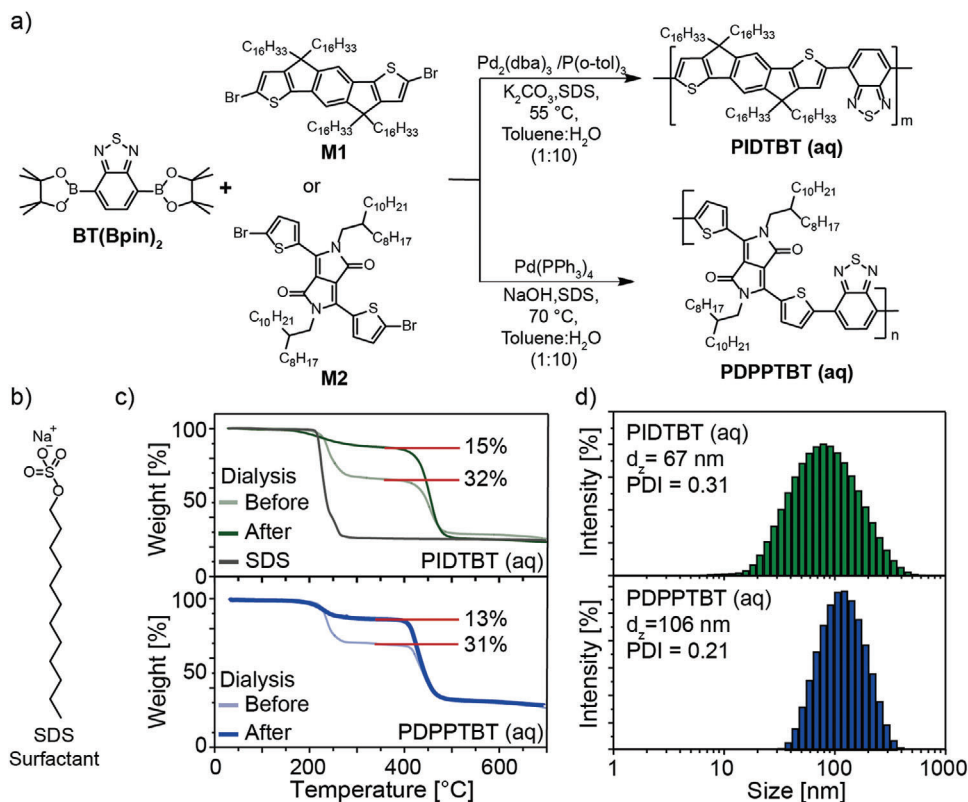 a)
C16H33 C16H33
Br
S
S
Br
C16H33 C16H33
M1
or
N S N
O B O
O B O
BT(Bpin)2
+
Br
S
C10H21
C8H17
N
O
O
N
S
Br
C10H21
C8H17
M2
Pd2(dba)3 /P(o-tol)3
K2CO3,SDS,
55 °C,
Toluene:H2O
(1:10)
C16H33 C16H33
S
S
C16H33 C16H33
N S N
m
PIDTBT (aq)
Pd(PPh3)4
NaOH,SDS,
70 °C,
Toluene:H2O
(1:10)
C10H21
C8H17
S
N
O
O
N
S
N S N
C8H17
C10H21
n
PDPPTBT (aq)
b)
Na+
O O-
S
O
O
SDS
Surfactant
c)
Weight [%]
100
50
0
15%
32%
Dialysis
Before
After
SDS
PIDTBT (aq)
Weight [%]
100
50
0
13%
31%
Dialysis
Before
After
PDPPTBT (aq)
0 200 400 600
Temperature [°C]
d)
Intensity [%]
PIDTBT (aq)
dz= 67 nm
PDI = 0.31
Intensity [%]
PDPPTBT (aq)
dz=106 nm
PDI = 0.21
1 10 100 1000
Size [nm]